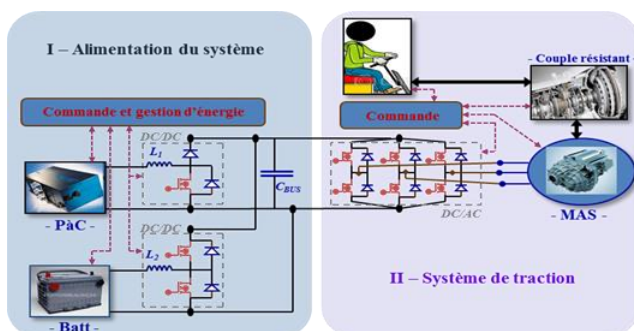 I – Alimentation du système
Commande et gestion d'énergie
DC/DC
L1
CBUS
- PàC -
DC/DC
L2
- Batt -
- Couple résistant -
Commande
DC/AC
- MAS -
II – Système de traction